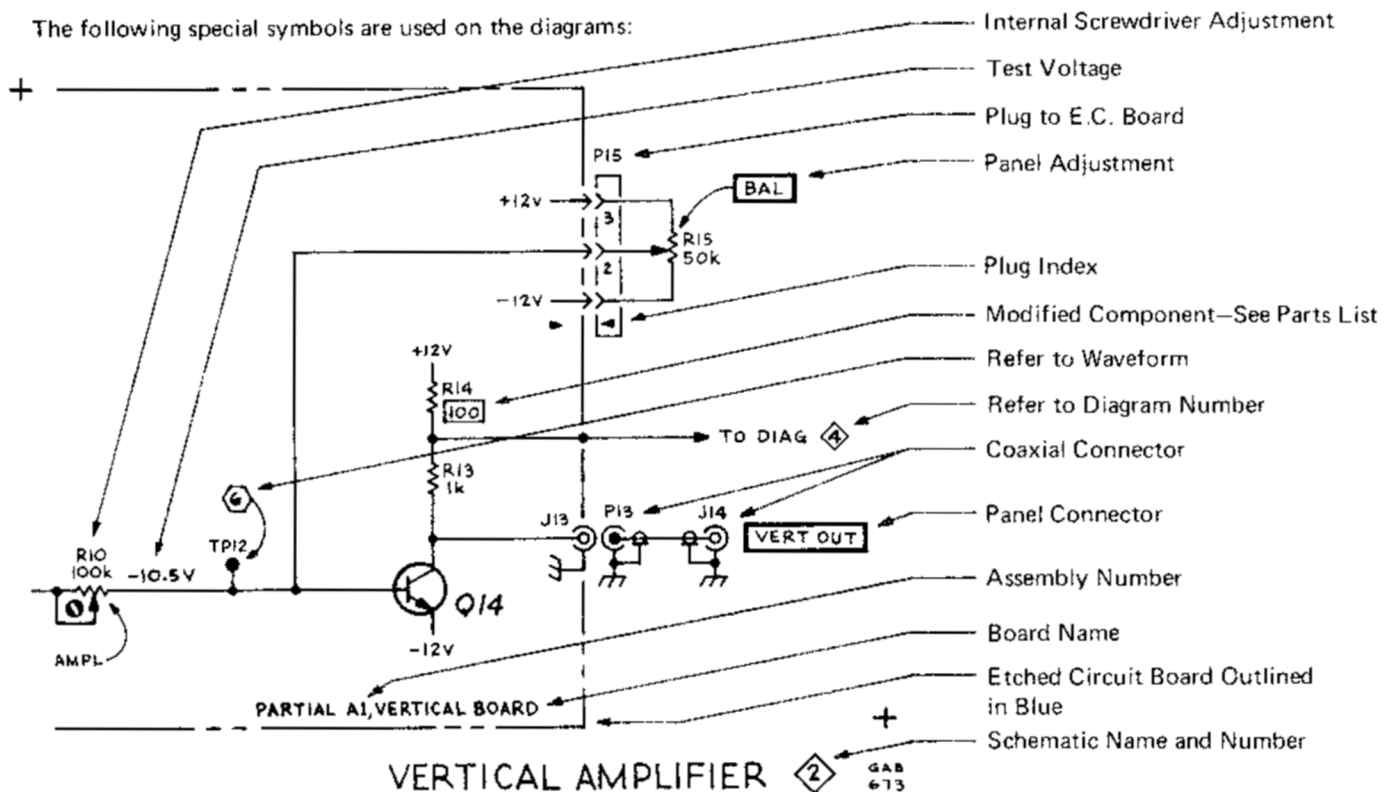 The following special symbols are used on the diagrams:
Internal Screwdriver Adjustment
Test Voltage
Plug to E.C. Board
Panel Adjustment
Plug Index
Modified Component—See Parts List
Refer to Waveform
Refer to Diagram Number
Coaxial Connector
Panel Connector
Assembly Number
Board Name
Etched Circuit Board Outlined
in Blue
Schematic Name and Number
P15
BAL
+12V
3
R15
50k
2
-12V
+12V
R14
100
TO DIAG 4
R13
1k
6
J13
P13
J14
VERT OUT
TP12
R10
100k
-10.5V
Q14
-12V
AMPL
PARTIAL A1, VERTICAL BOARD
VERTICAL AMPLIFIER 2
GAB
673